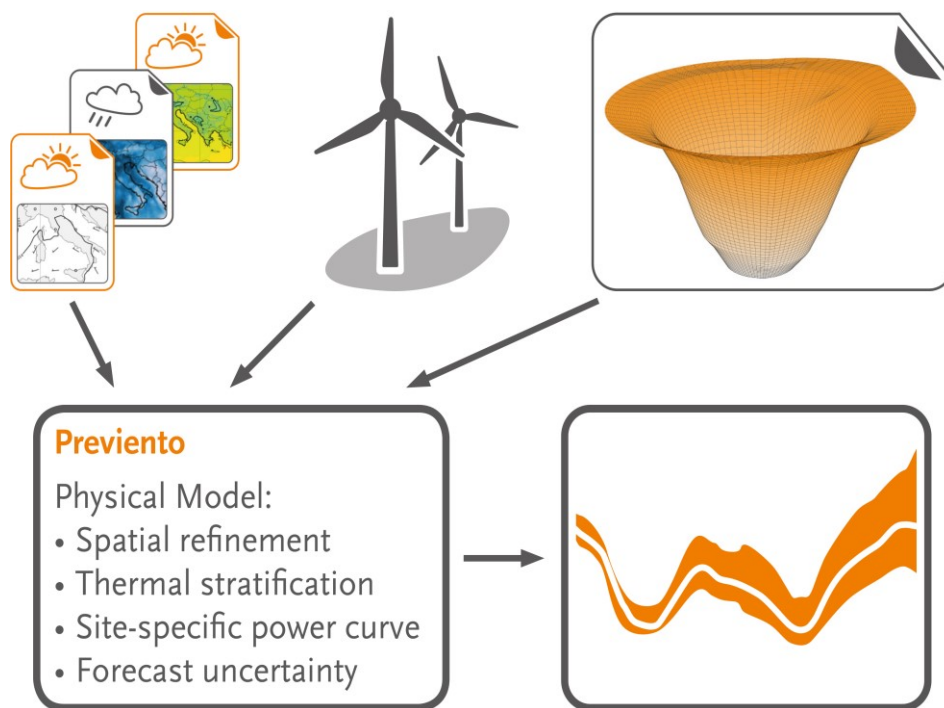 Previento
Physical Model:
• Spatial refinement
• Thermal stratification
• Site-specific power curve
• Forecast uncertainty